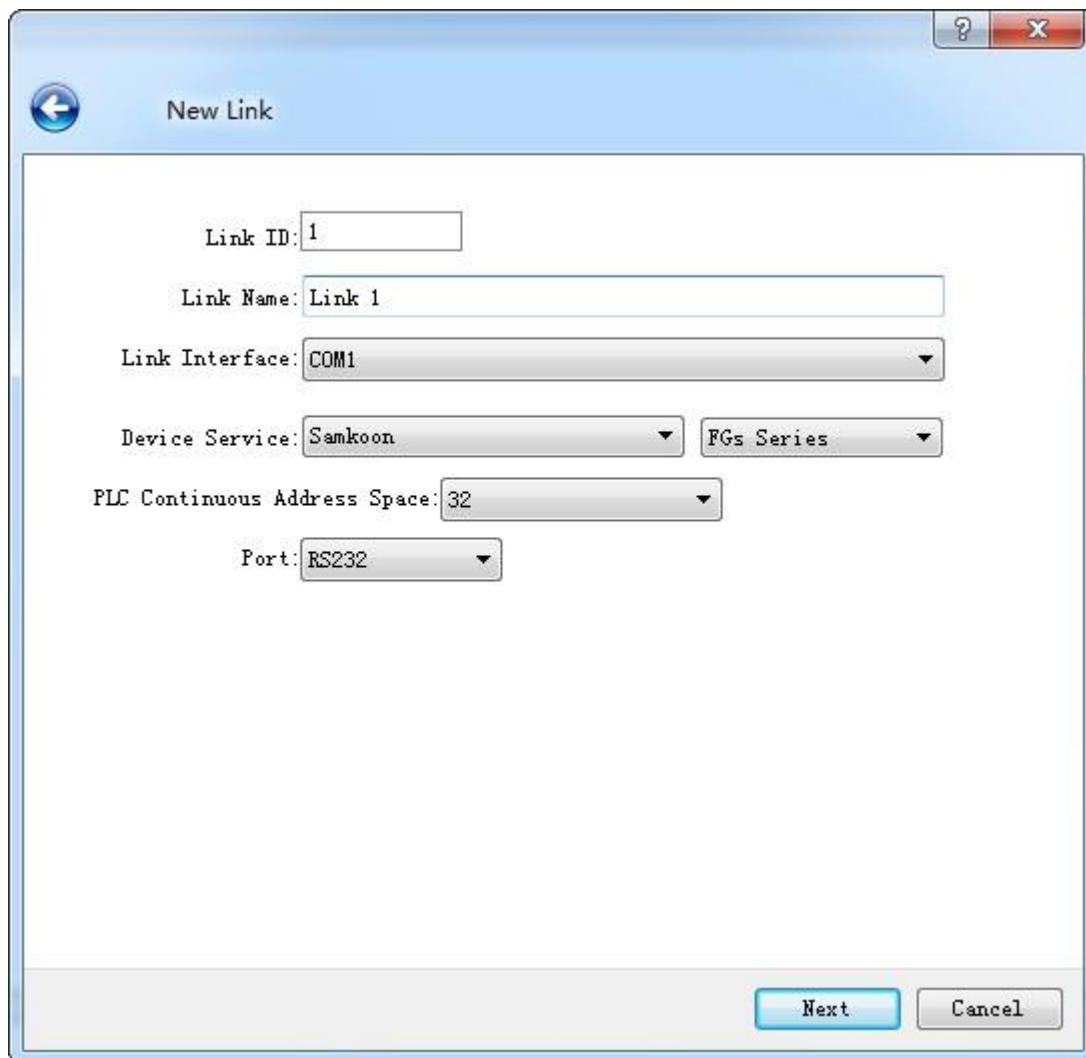 New Link
Link ID: 1
Link Name: Link 1
Link Interface: COM1
Device Service: Samkoon FGs Series
PLC Continuous Address Space: 32
Port: RS232
Next Cancel